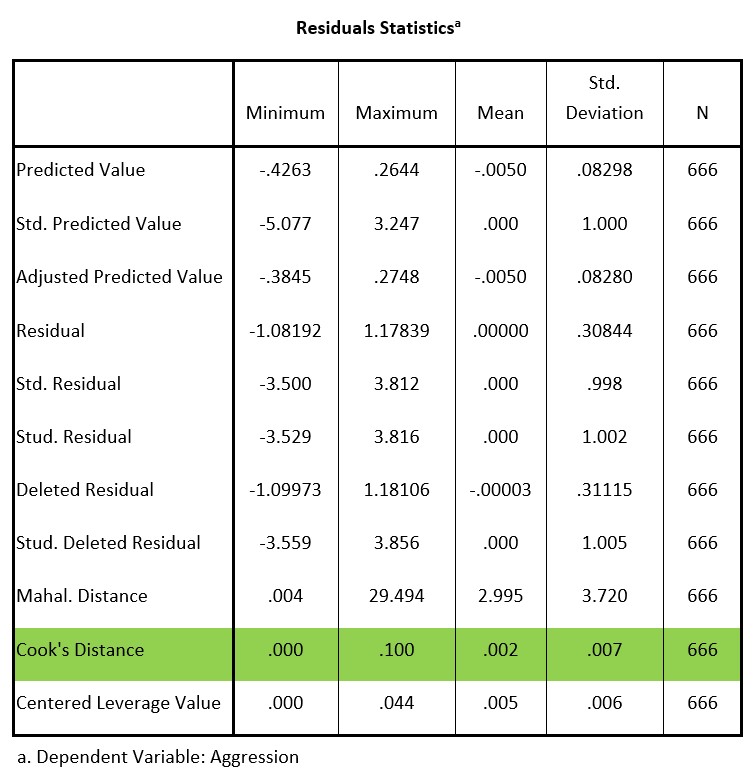 Residuals Statisticsa
Minimum Maximum Mean Std. Deviation N
Predicted Value -.4263 .2644 -.0050 .08298 666
Std. Predicted Value -5.077 3.247 .000 1.000 666
Adjusted Predicted Value -.3845 .2748 -.0050 .08280 666
Residual -1.08192 1.17839 .00000 .30844 666
Std. Residual -3.500 3.812 .000 .998 666
Stud. Residual -3.529 3.816 .000 1.002 666
Deleted Residual -1.09973 1.18106 -.00003 .31115 666
Stud. Deleted Residual -3.559 3.856 .000 1.005 666
Mahal. Distance .004 29.494 2.995 3.720 666
Cook's Distance .000 .100 .002 .007 666
Centered Leverage Value .000 .044 .005 .006 666
a. Dependent Variable: Aggression